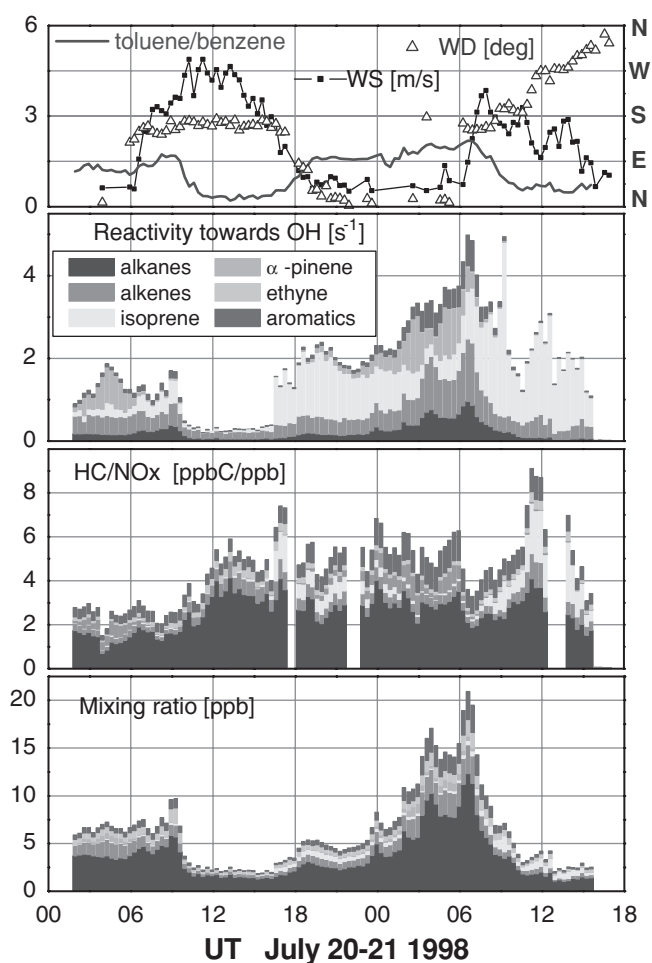 6
3
0
toluene/benzene
△ WD [deg]
WS [m/s]
N
W
S
E
N
Reactivity towards OH [s⁻¹]
alkanes
α -pinene
alkenes
ethyne
isoprene
aromatics
4
2
0
HC/NOx [ppbC/ppb]
8
6
4
2
0
Mixing ratio [ppb]
20
15
10
5
0
00 06 12 18 00 06 12 18
UT July 20-21 1998